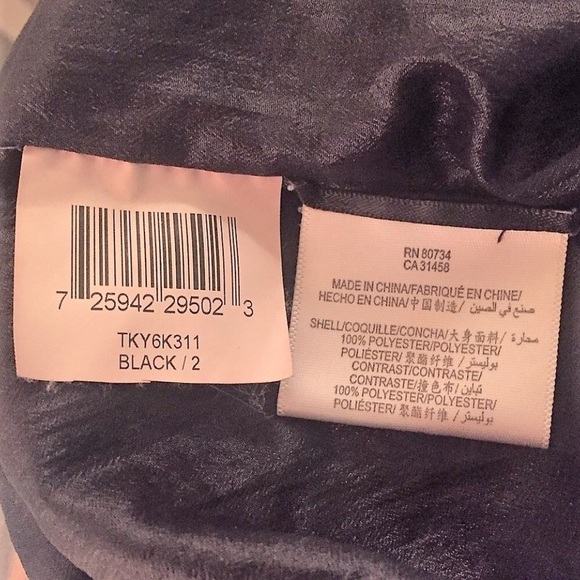 7 25942 29502 3
TKY6K311
BLACK / 2
RN 80734
CA 31458
MADE IN CHINA/FABRIQUÉ EN CHINE/
HECHO EN CHINA/中国制造/ صنع في الصين
SHELL/COQUILLE/CONCHA/大身面料/ محارة
100% POLYESTER/POLYESTER/
POLIÉSTER/ 聚酯纤维 / بوليستر
CONTRAST/CONTRASTE/
CONTRASTE/撞色布/ تباين
100% POLYESTER/POLYESTER/
POLIÉSTER/ 聚酯纤维 / بوليستر